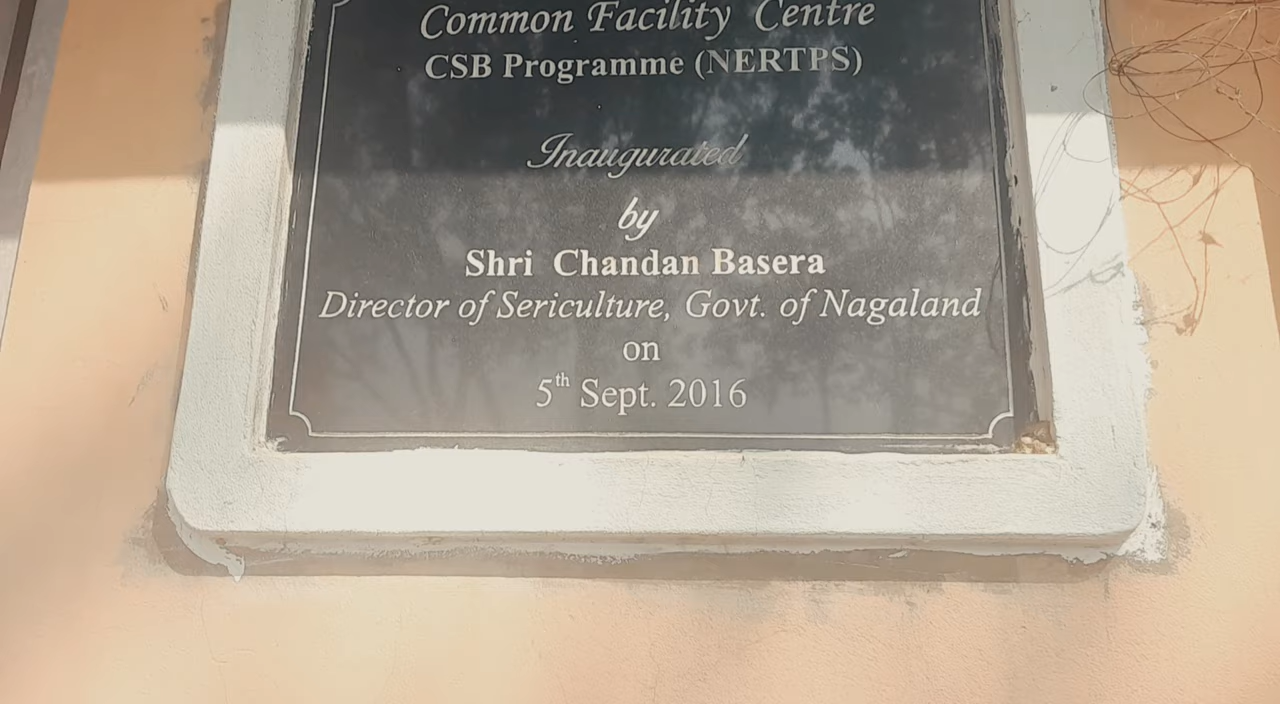 Common Facility Centre
CSB Programme (NERTPS)
Inaugurated
by
Shri Chandan Basera
Director of Sericulture, Govt. of Nagaland
on
5th Sept. 2016